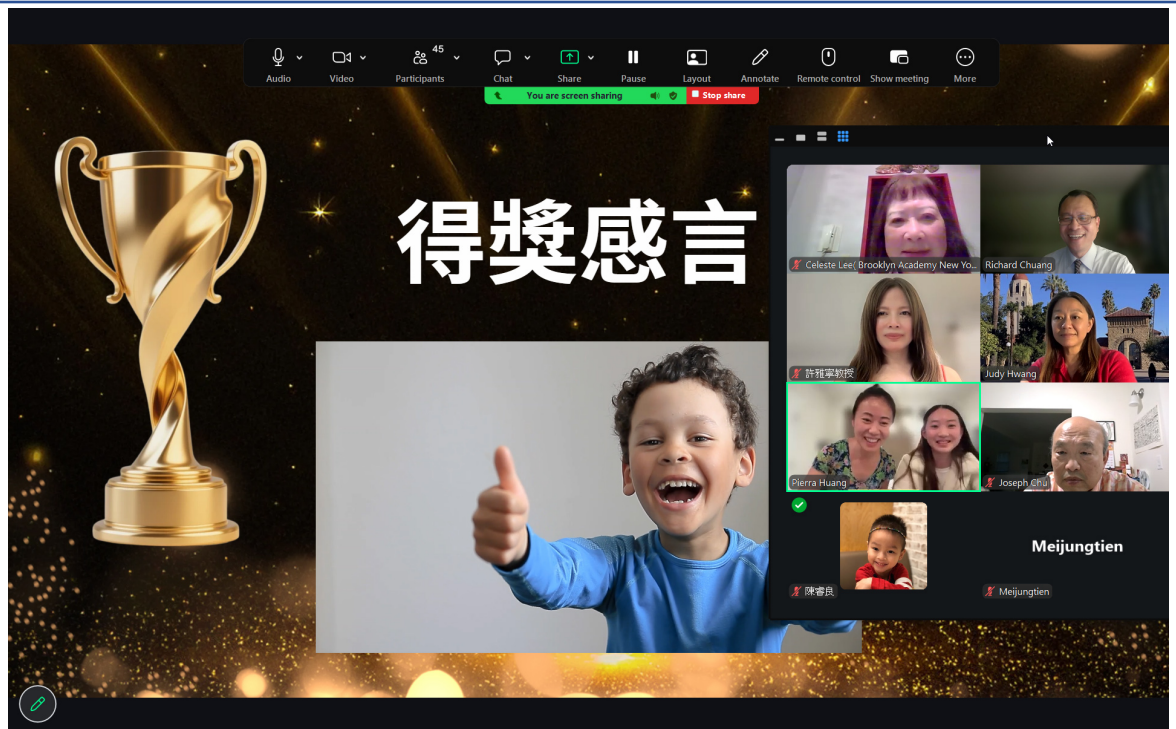 45
Audio
Video
Participants
Chat
Share
Pause
Layout
Annotate
Remote control
Show meeting
More
You are screen sharing
Stop share
得獎感言
Celeste Lee( Brooklyn Academy New Yo...
Richard Chuang
許雅寧教授
Judy Hwang
Pierra Huang
Joseph Chu
Meijungtien
陳睿良
Meijungtien